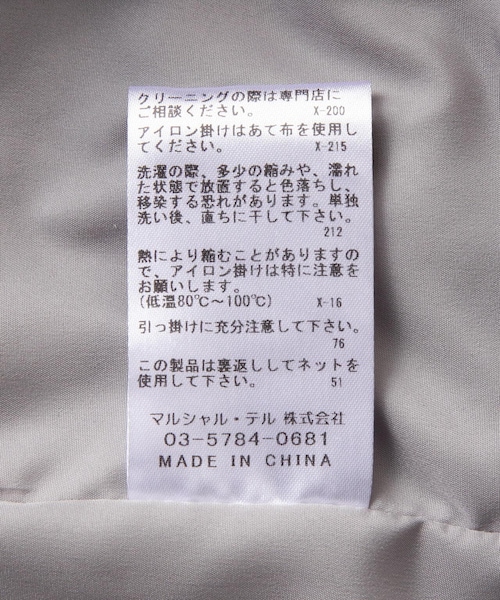 クリーニングの際は専門店に
ご相談ください。 X-200
アイロン掛けはあて布を使用し
てください。 X-215
洗濯の際、多少の縮みや、濡れ
た状態で放置すると色落ちし、
移染する恐れがあります。単独
洗い後、直ちに干して下さい。
212
熱により縮むことがありますの
で、アイロン掛けは特に注意を
お願いします。
(低温80℃～100℃) X-16
引っ掛けに充分注意して下さい。
76
この製品は裏返ししてネットを
使用して下さい。 51
マルシャル・テル 株式会社
03-5784-0681
MADE IN CHINA